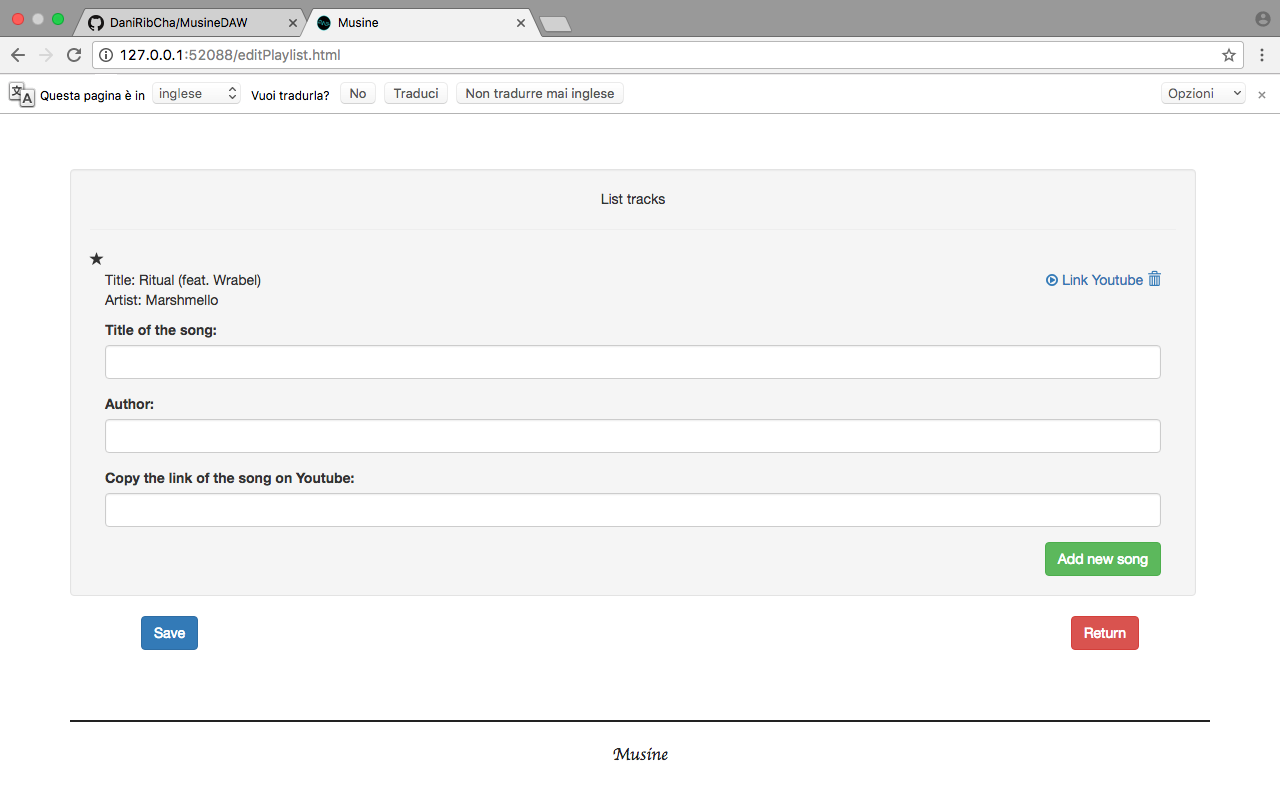 DaniRibCha/MusineDAW
Musine
127.0.0.1:52088/editPlaylist.html
Questa pagina è in inglese Vuoi tradurla? No Traduci Non tradurre mai inglese Opzioni
List tracks
Title: Ritual (feat. Wrabel)
Link Youtube
Artist: Marshmello
Title of the song:
Author:
Copy the link of the song on Youtube:
Add new song
Save Return
Musine